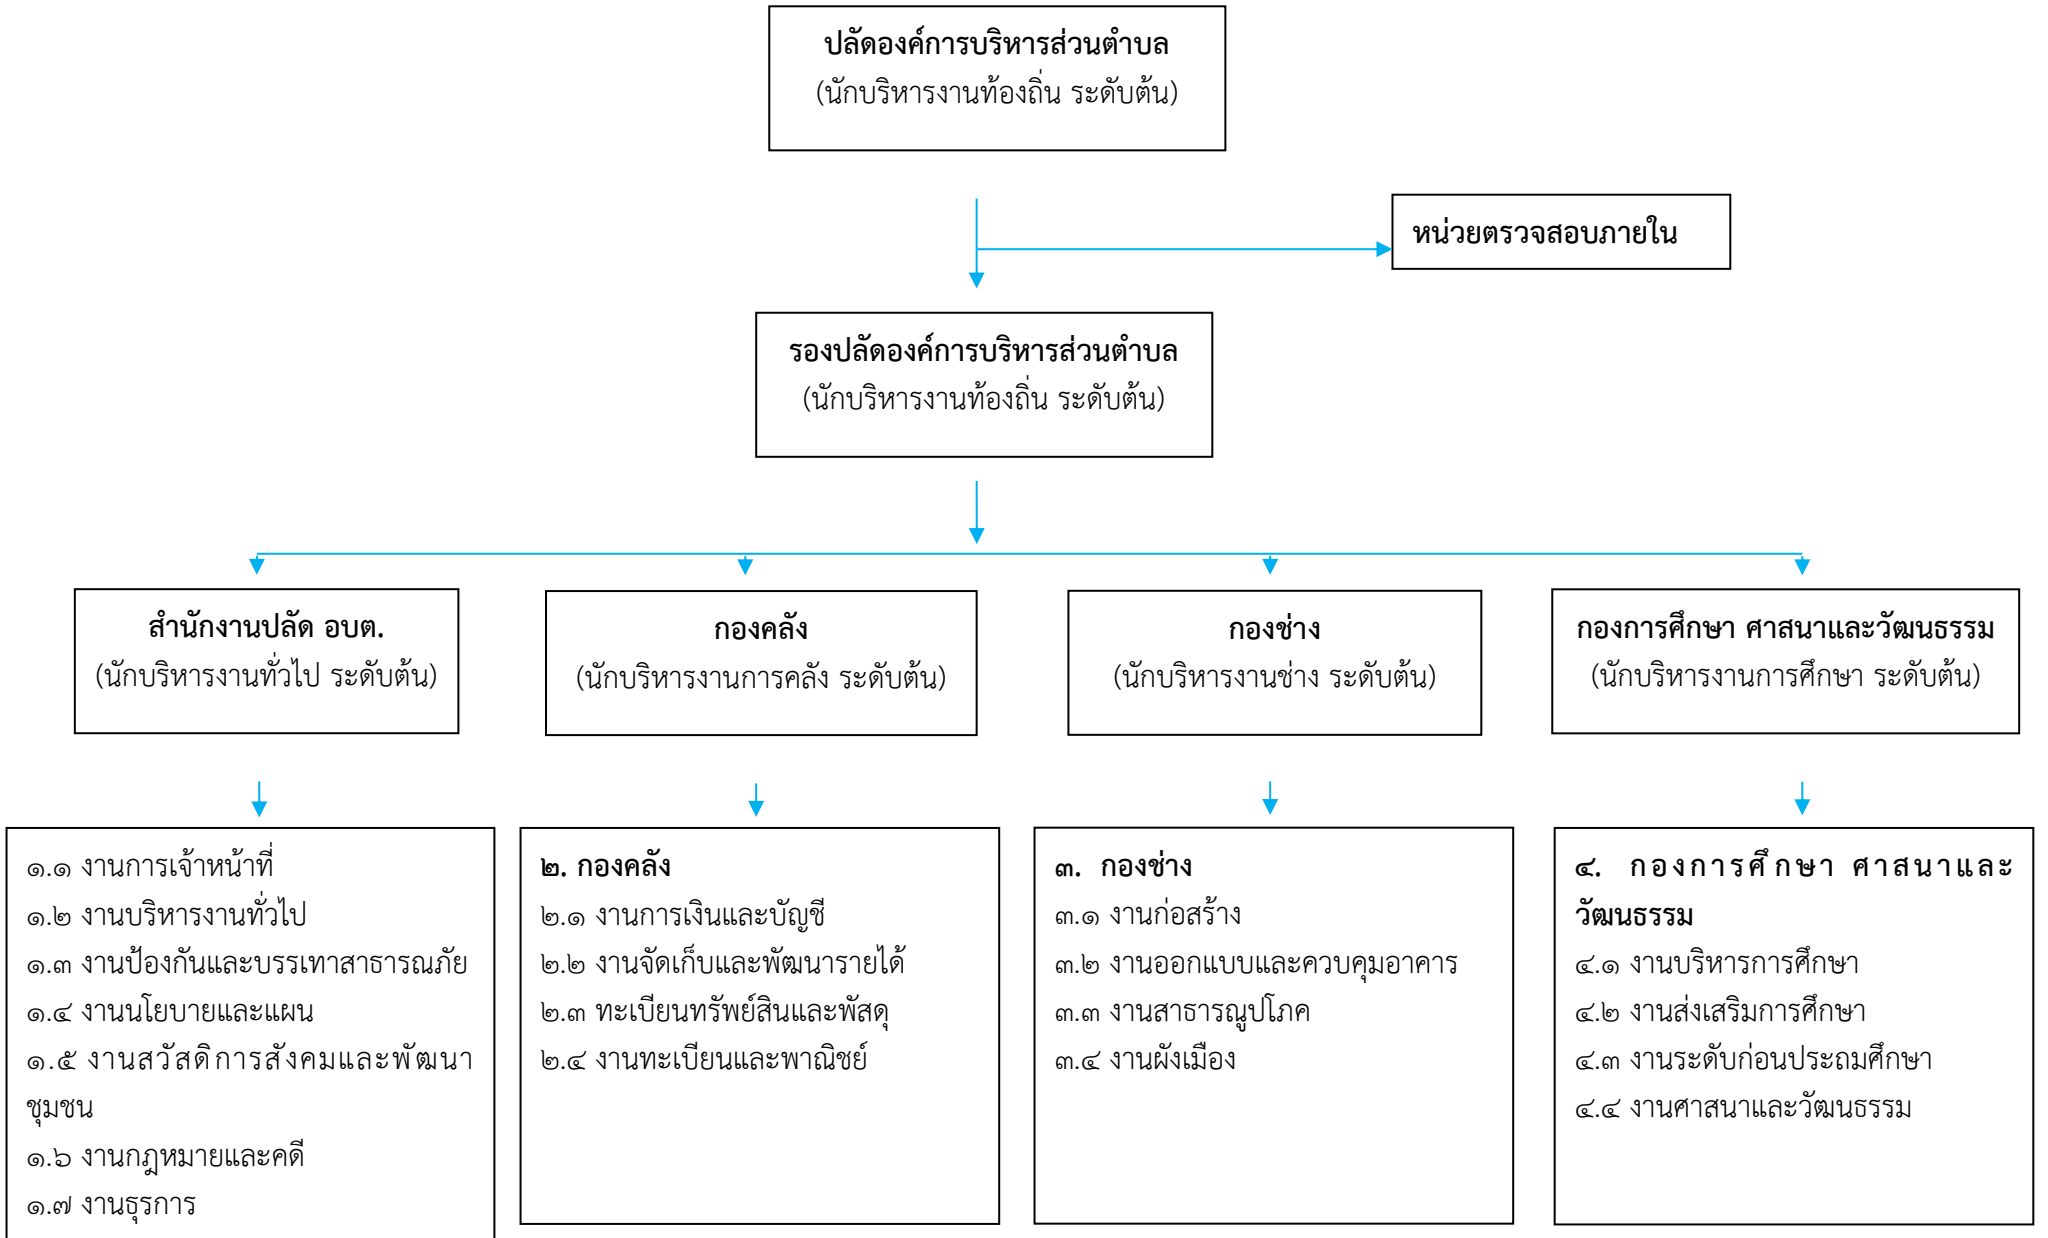 ปลัดองค์การบริหารส่วนตำบล
(นักบริหารงานท้องถิ่น ระดับต้น)
หน่วยตรวจสอบภายใน
รองปลัดองค์การบริหารส่วนตำบล
(นักบริหารงานท้องถิ่น ระดับต้น)
สำนักงานปลัด อบต.
(นักบริหารงานทั่วไป ระดับต้น)
กองคลัง
(นักบริหารงานการคลัง ระดับต้น)
กองช่าง
(นักบริหารงานช่าง ระดับต้น)
กองการศึกษา ศาสนาและวัฒนธรรม
(นักบริหารงานการศึกษา ระดับต้น)
๑.๑ งานการเจ้าหน้าที่
๑.๒ งานบริหารงานทั่วไป
๑.๓ งานป้องกันและบรรเทาสาธารณภัย
๑.๔ งานนโยบายและแผน
๑.๕ งานสวัสดิการสังคมและพัฒนา
ชุมชน
๑.๖ งานกฎหมายและคดี
๑.๗ งานธุรการ
๒. กองคลัง
๒.๑ งานการเงินและบัญชี
๒.๒ งานจัดเก็บและพัฒนารายได้
๒.๓ ทะเบียนทรัพย์สินและพัสดุ
๒.๔ งานทะเบียนและพาณิชย์
๓. กองช่าง
๓.๑ งานก่อสร้าง
๓.๒ งานออกแบบและควบคุมอาคาร
๓.๓ งานสาธารณูปโภค
๓.๔ งานผังเมือง
๔. กองการศึกษา ศาสนาและ
วัฒนธรรม
๔.๑ งานบริหารการศึกษา
๔.๒ งานส่งเสริมการศึกษา
๔.๓ งานระดับก่อนประถมศึกษา
๔.๔ งานศาสนาและวัฒนธรรม